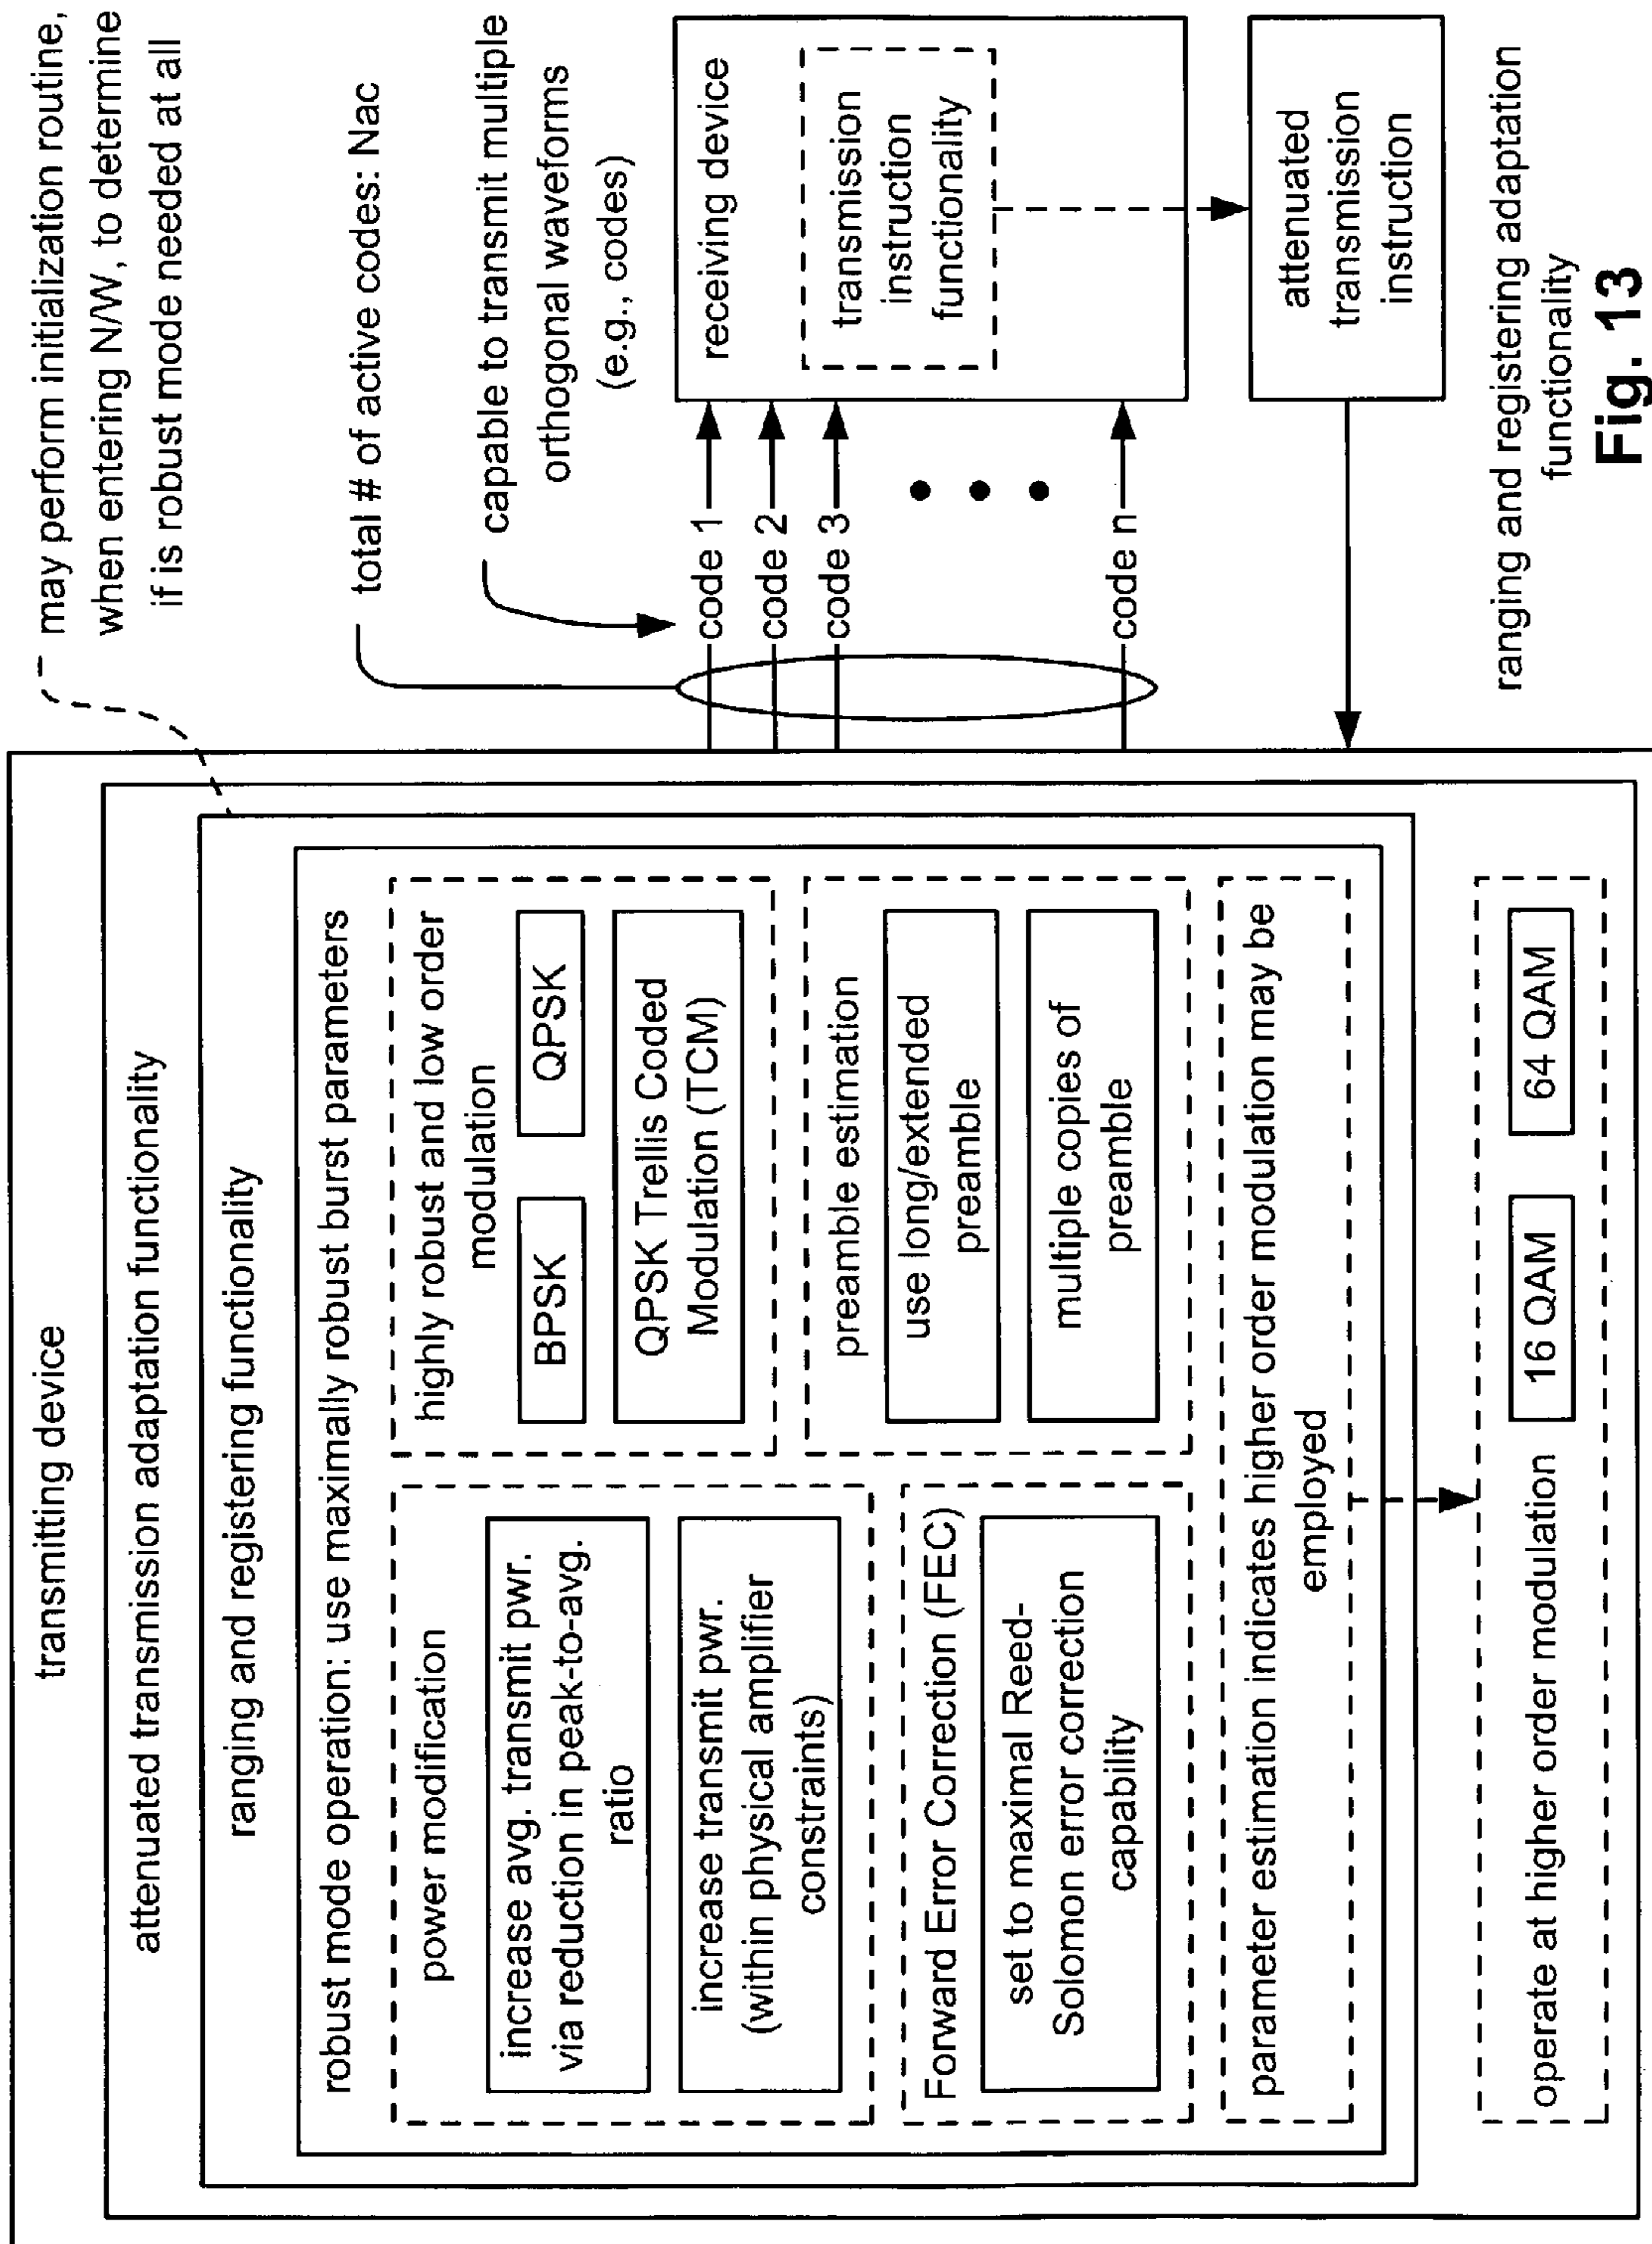 transmitting device
attenuated transmission adaptation functionality
ranging and registering functionality
robust mode operation: use maximally robust burst parameters
power modification
increase avg. transmit pwr.
via reduction in peak-to-avg.
ratio
increase transmit pwr.
(within physical amplifier
constraints)
highly robust and low order
modulation
BPSK
QPSK
QPSK Trellis Coded
Modulation (TCM)
Forward Error Correction (FEC)
set to maximal Reed-
Solomon error correction
capability
preamble estimation
use long/extended
preamble
multiple copies of
preamble
parameter estimation indicates higher order modulation may be
employed
operate at higher order modulation
16 QAM
64 QAM
may perform initialization routine,
when entering N/W, to determine
if is robust mode needed at all
total # of active codes: Nac
capable to transmit multiple
orthogonal waveforms
(e.g., codes)
code 1
code 2
code 3
code n
receiving device
transmission
instruction
functionality
attenuated
transmission
instruction
ranging and registering adaptation
functionality
Fig. 13